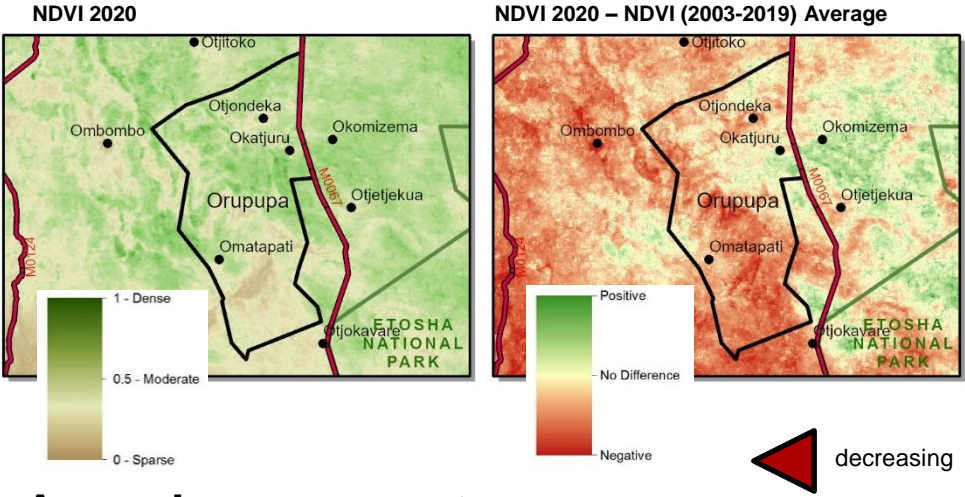 NDVI 2020
Otjitoko
Otjondeka
Ombombo
Okatjuru
Okomizema
M0067
Orupupa
Otjetjekua
Omatapati
M0124
1 - Dense
0.5 - Moderate
0 - Sparse
ETOSHA
Otjokavare
NATIONAL
PARK
NDVI 2020 – NDVI (2003-2019) Average
Otjitoko
Otjondeka
Ombombo
Okatjuru
Okomizema
M0067
Orupupa
Otjetjekua
Omatapati
M0124
Positive
No Difference
Negative
ETOSHA
Otjokavare
NATIONAL
PARK
decreasing